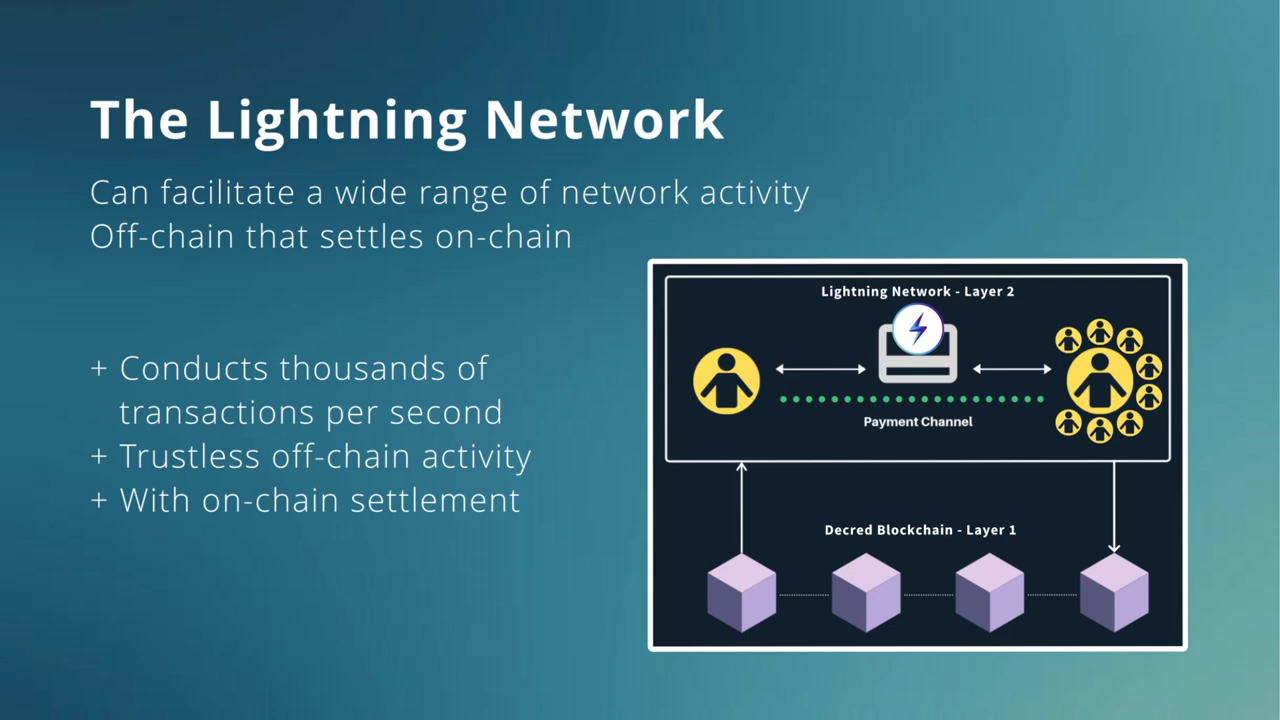 The Lightning Network
Can facilitate a wide range of network activity
Off-chain that settles on-chain
+ Conducts thousands of
transactions per second
+ Trustless off-chain activity
+ With on-chain settlement
Lightning Network - Layer 2
Payment Channel
Decred Blockchain - Layer 1